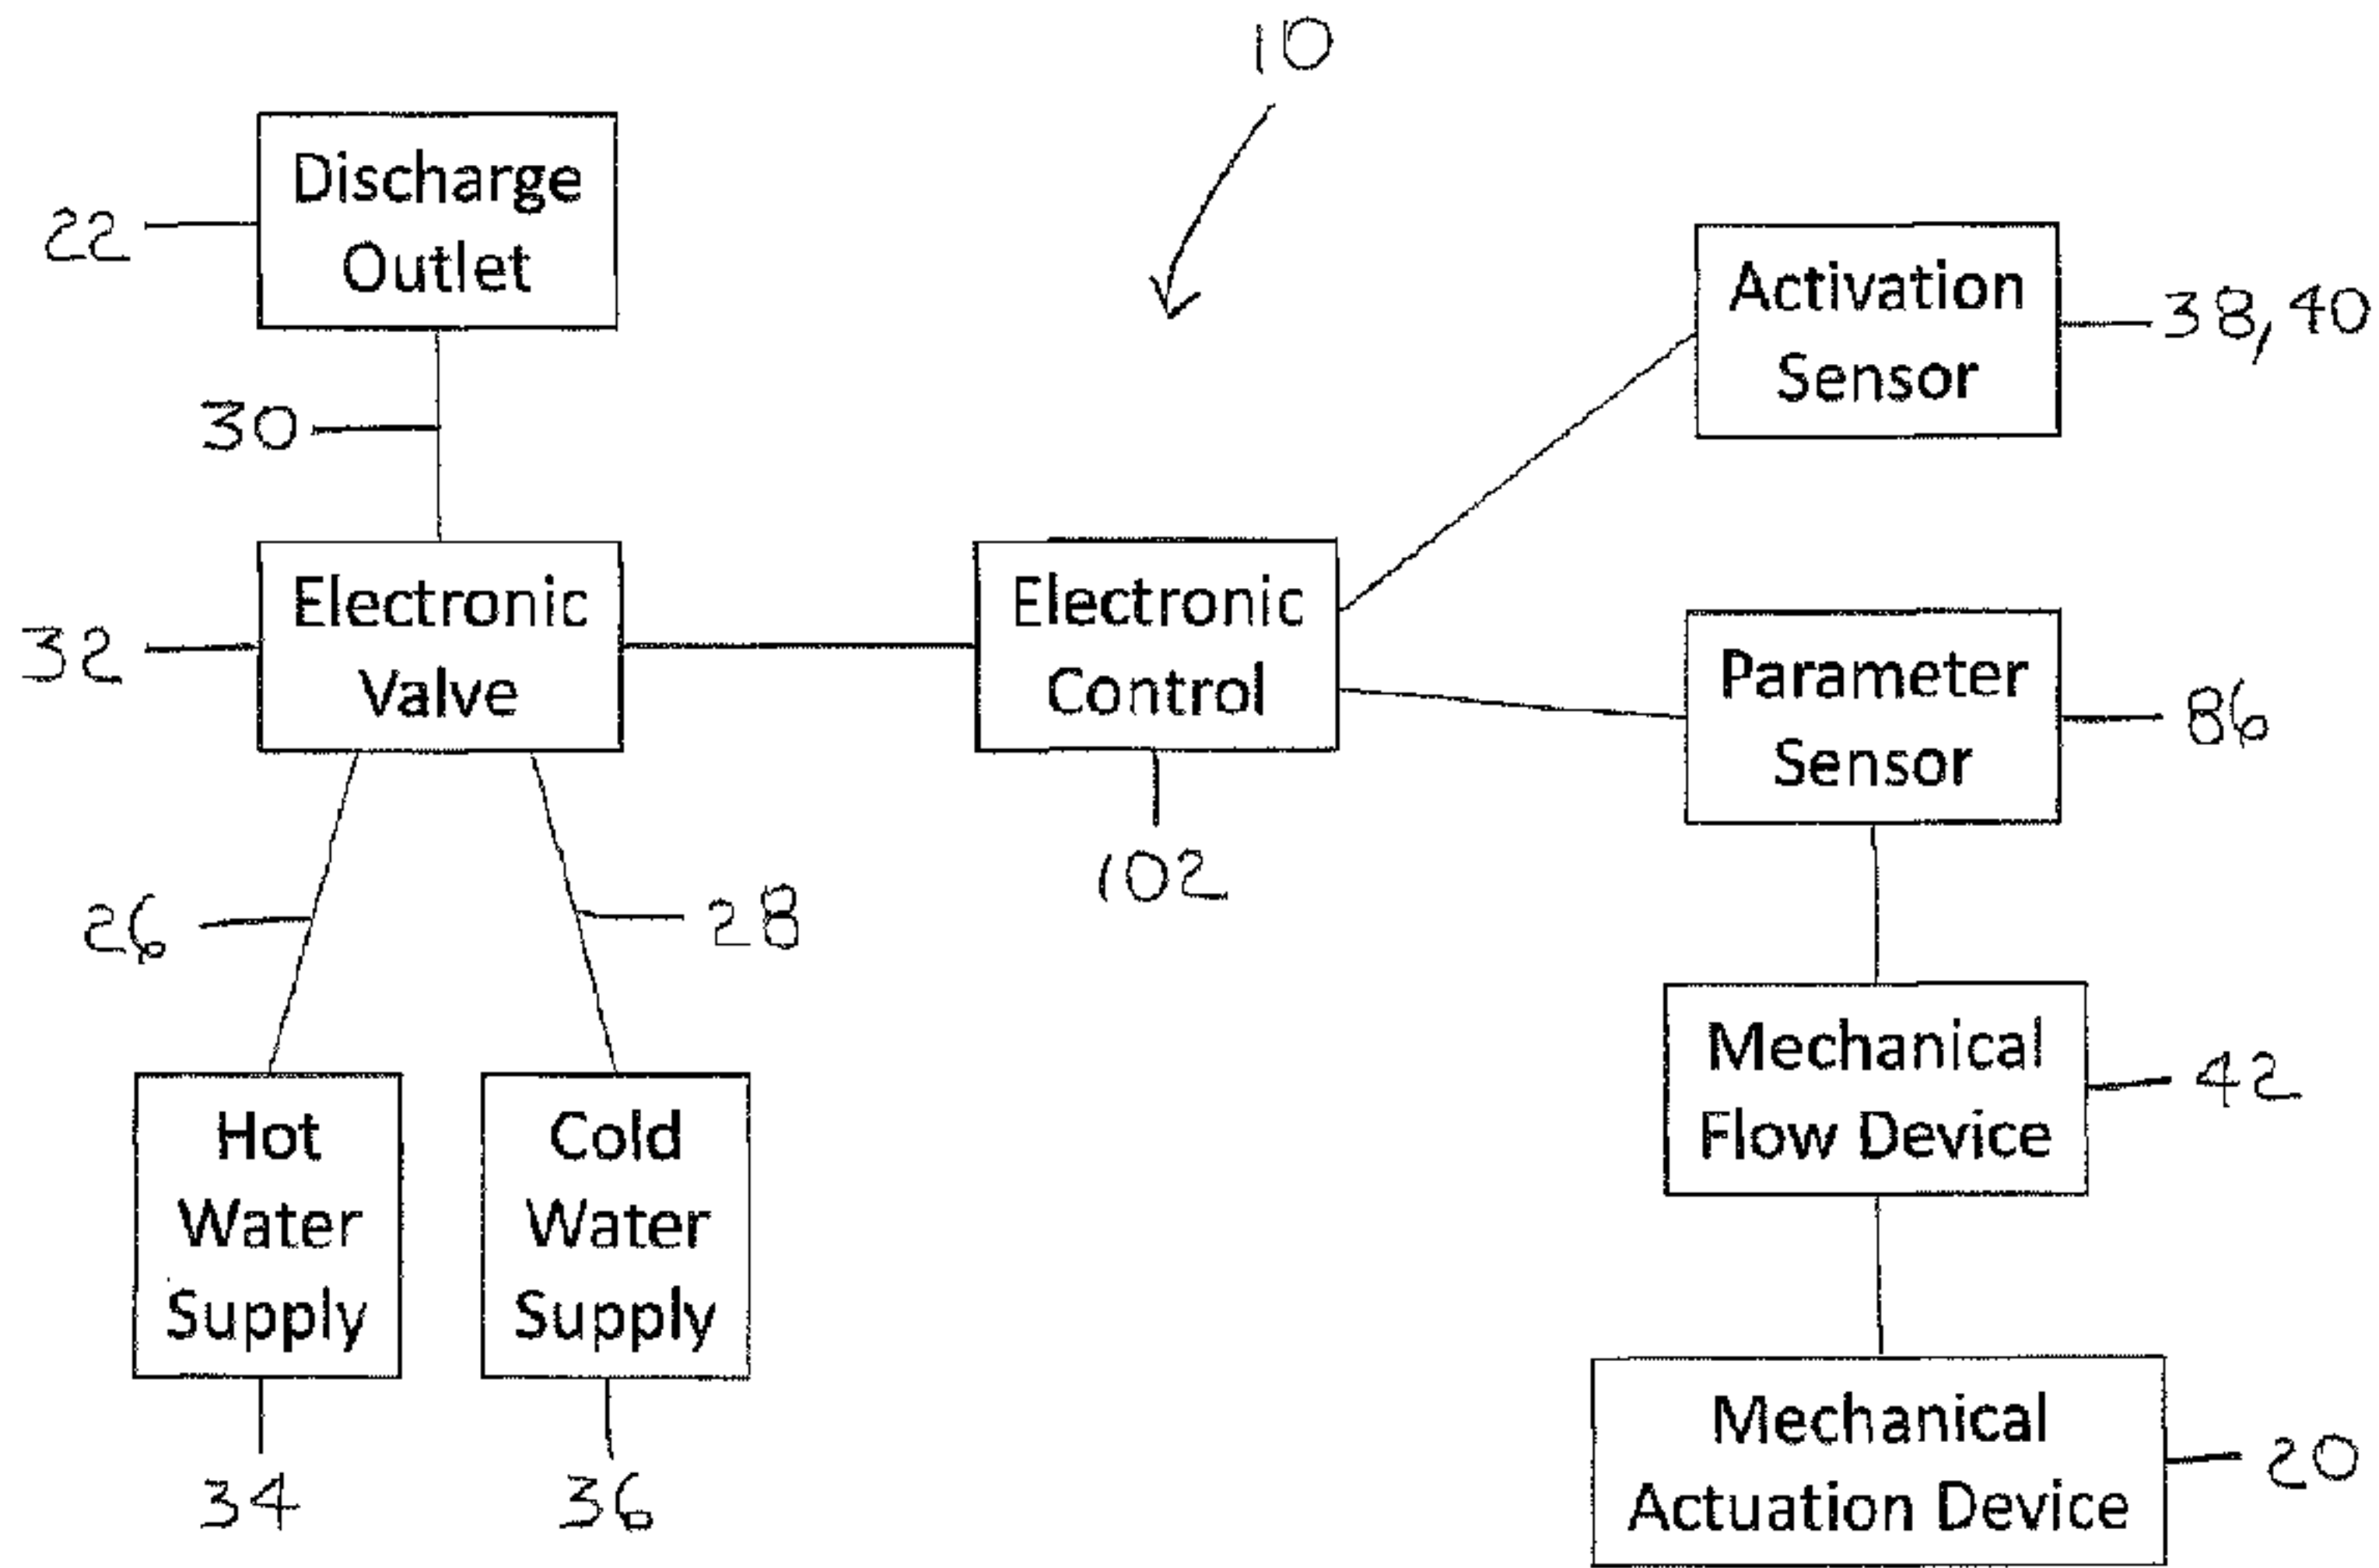 10
Discharge
Outlet
22
Activation
Sensor
38,40
30
Electronic
Valve
32
Electronic
Control
102
Parameter
Sensor
86
26
28
Mechanical
Flow Device
42
Hot
Water
Supply
34
Cold
Water
Supply
36
Mechanical
Actuation Device
20